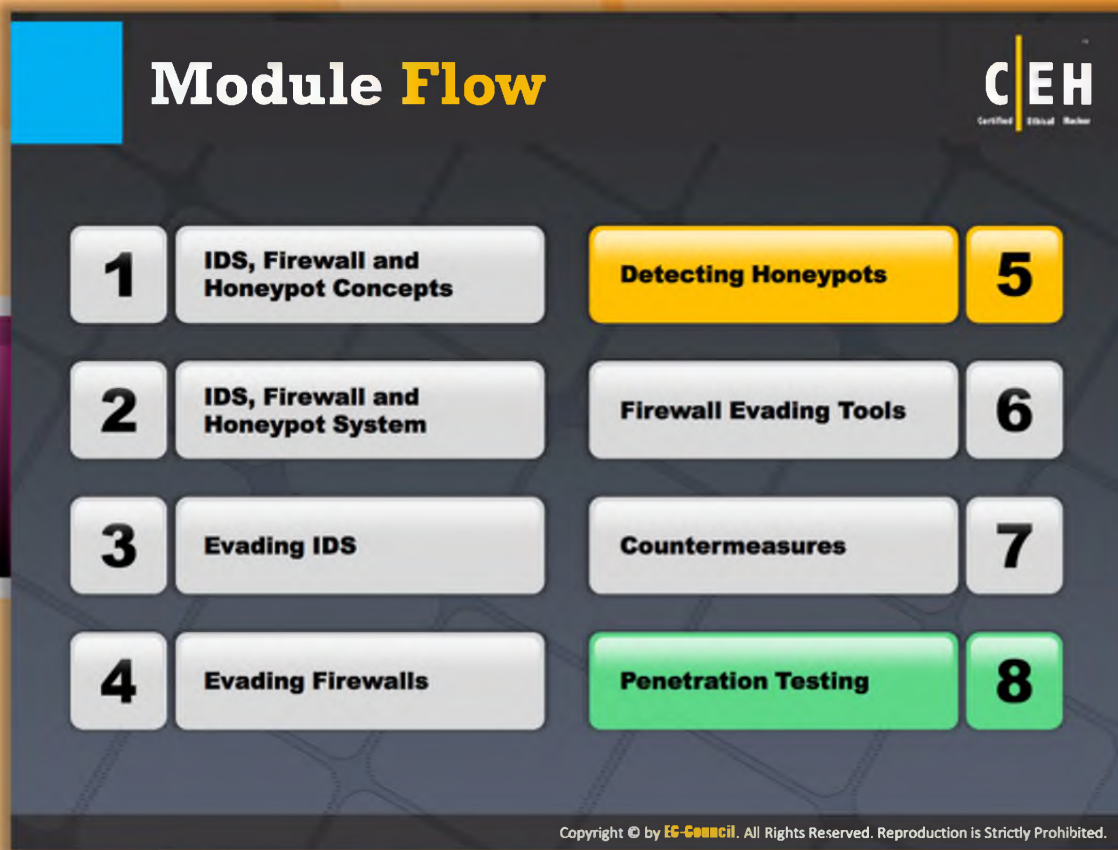 Module Flow
C|EH
Certified Ethical Hacker
1
IDS, Firewall and
Honeypot Concepts
2
IDS, Firewall and
Honeypot System
3
Evading IDS
4
Evading Firewalls
Detecting Honeypots
5
Firewall Evading Tools
6
Countermeasures
7
Penetration Testing
8
Copyright © by EC-Council. All Rights Reserved. Reproduction is Strictly Prohibited.